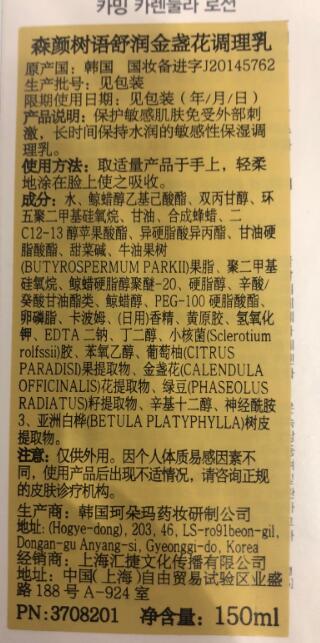 카밍 카렌둘라 로션
森颜树语舒润金盏花调理乳
原产国：韩国 国妆备进字J20145762
生产批号：见包装
限期使用日期：见包装（年/月/日）
产品说明：保护敏感肌肤免受外部刺
激，长时间保持水润的敏感性保湿调
理乳。
使用方法：取适量产品于手上，轻柔
地涂在脸上使之吸收。
成分：水、鲸蜡醇乙基己酸酯、双丙甘醇、环
五聚二甲基硅氧烷、甘油、合成蜂蜡、二
C12-13 醇苹果酸酯、异硬脂酸异丙酯、甘油硬
脂酸酯、甜菜碱、牛油果树
(BUTYROSPERMUM PARKII)果脂、聚二甲基
硅氧烷、鲸蜡硬脂醇聚醚-20、硬脂醇、辛酸/
癸酸甘油酯类、鲸蜡醇、PEG-100 硬脂酸酯、
卵磷脂、卡波姆、(日用)香精、黄原胶、氢氧化
钾、EDTA 二钠、丁二醇、小核菌(Sclerotium
rolfssii)胶、苯氧乙醇、葡萄柚(CITRUS
PARADISI)果提取物、金盏花(CALENDULA
OFFICINALIS)花提取物、绿豆(PHASEOLUS
RADIATUS)籽提取物、辛基十二醇、神经酰胺
3、亚洲白桦(BETULA PLATYPHYLLA)树皮
提取物。
注意：仅供外用。因个人体质易感因素不
同，使用产品后出现不适情况，请咨询正规
的皮肤诊疗机构。
生产商：韩国珂朵玛药妆研制公司
地址: (Hogye-dong), 203, 46, LS-ro91beon-gil,
Dongan-gu Anyang-si, Gyeonggi-do, Korea
经销商：上海汇捷文化传播有限公司
地址：中国(上海)自由贸易试验区业盛
路 188 号 A-924 室
PN: 3708201 净含量：150ml